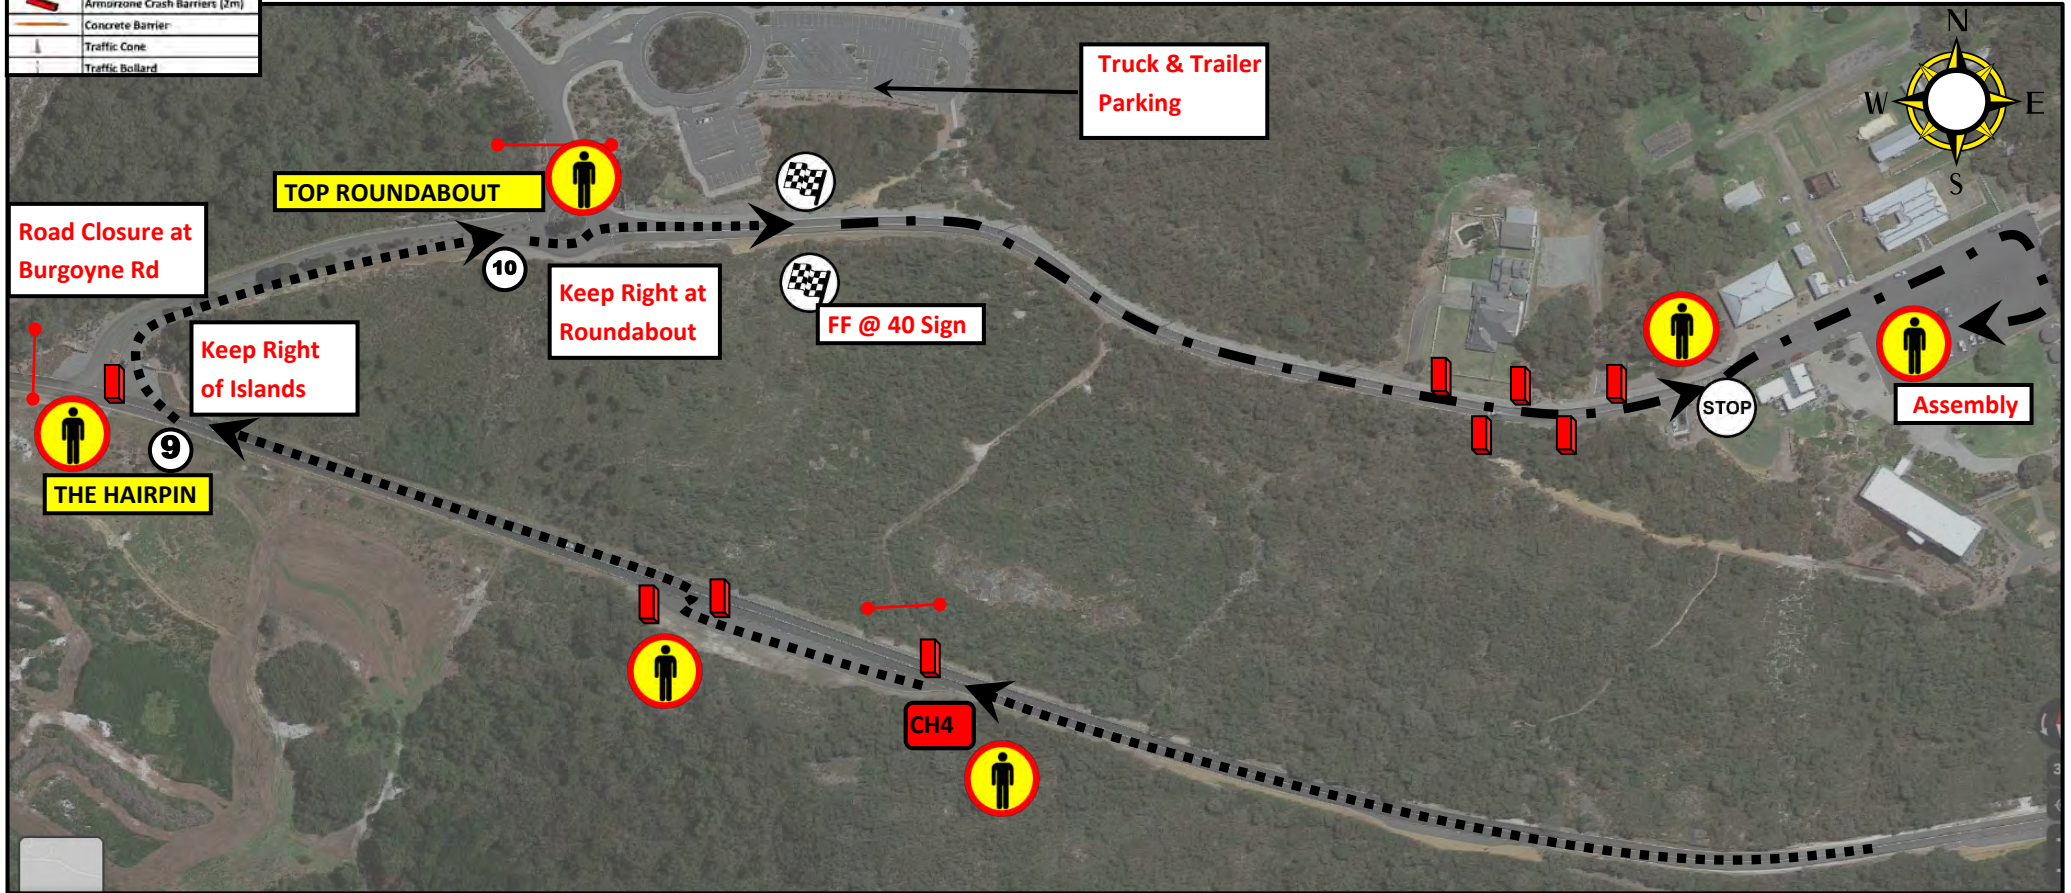 Armorzone Crash Barriers (2m)
Concrete Barrier
Traffic Cone
Traffic Bollard
N
W
E
S
Truck & Trailer
Parking
TOP ROUNDABOUT
Road Closure at
Burgoyne Rd
10
Keep Right at
Roundabout
FF @ 40 Sign
Keep Right
of Islands
9
THE HAIRPIN
STOP
Assembly
CH4